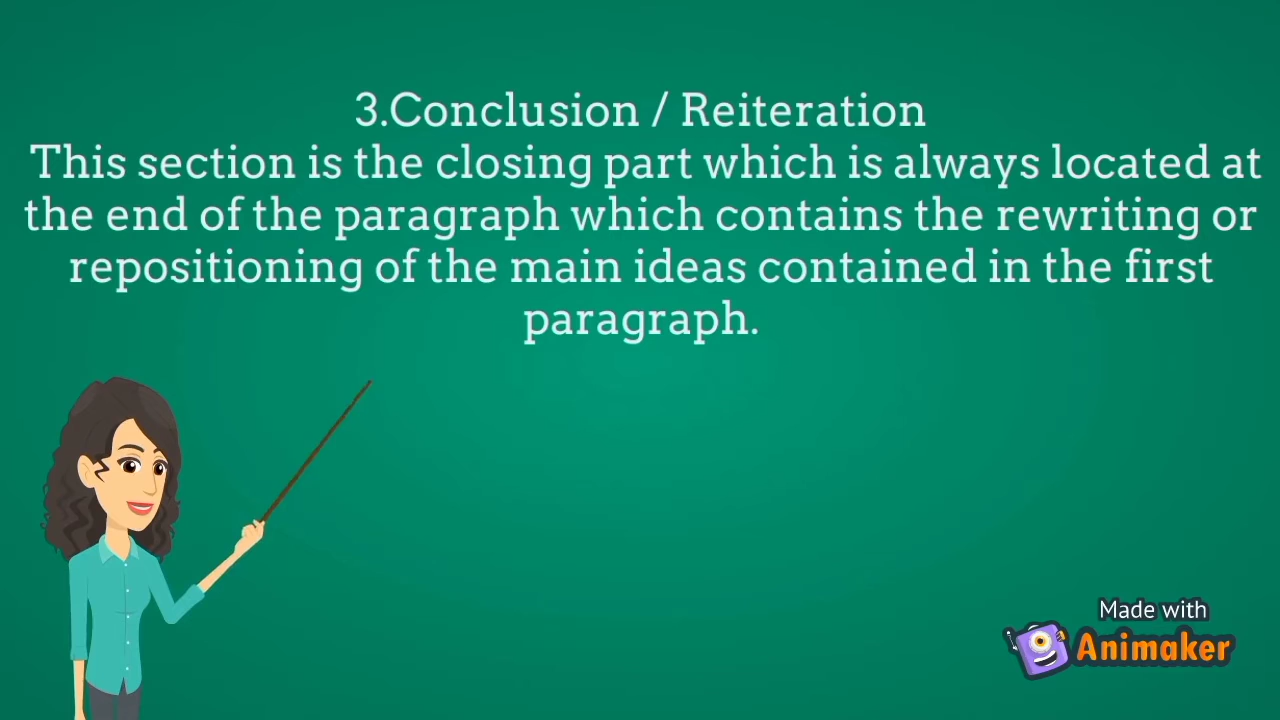 3.Conclusion / Reiteration
This section is the closing part which is always located at
the end of the paragraph which contains the rewriting or
repositioning of the main ideas contained in the first
paragraph.
Made with
Animaker